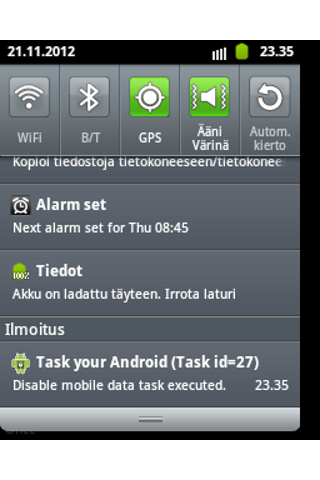 21.11.2012 23.35
WiFi
B/T
GPS
Ääni
Värinä
Autom.
kierto
Kopioi tiedostoja tietokoneeseen/tietokonee
Alarm set
Next alarm set for Thu 08:45
100%
Tiedot
Akku on ladattu täyteen. Irrota laturi
Ilmoitus
Task your Android (Task id=27)
Disable mobile data task executed. 23.35